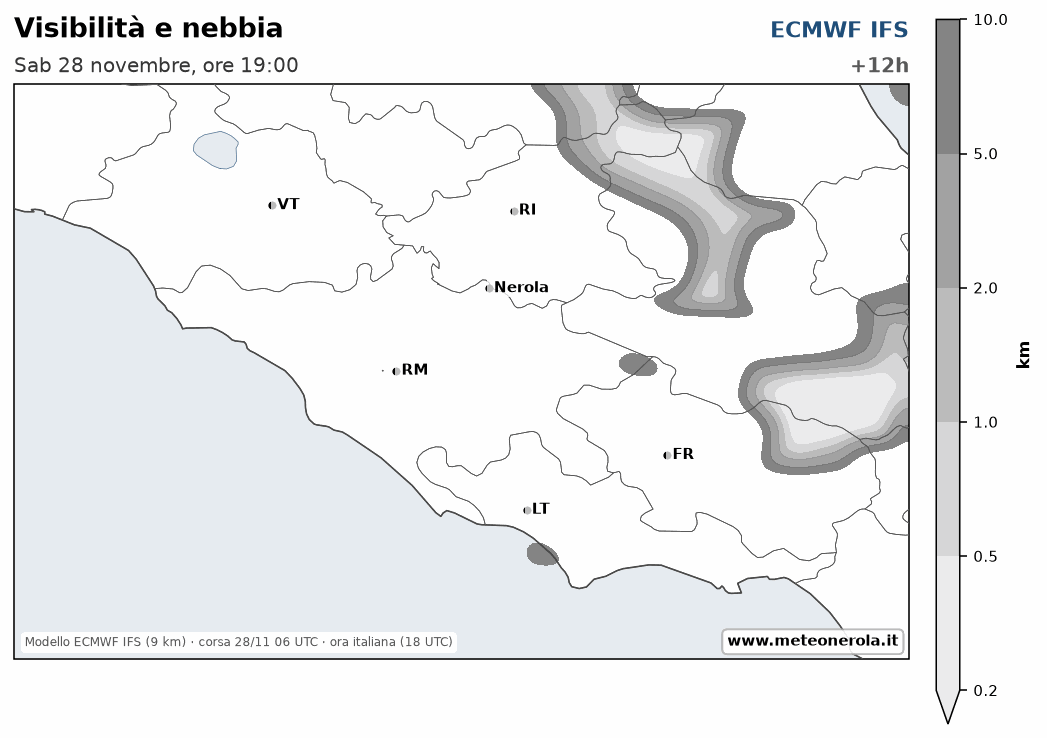 Visibilità e nebbia
ECMWF IFS
Sab 28 novembre, ore 19:00
+12h
VT
RI
Nerola
RM
FR
LT
Modello ECMWF IFS (9 km) · corsa 28/11 06 UTC · ora italiana (18 UTC)
www.meteonerola.it
10.0
5.0
2.0
1.0
0.5
0.2
km